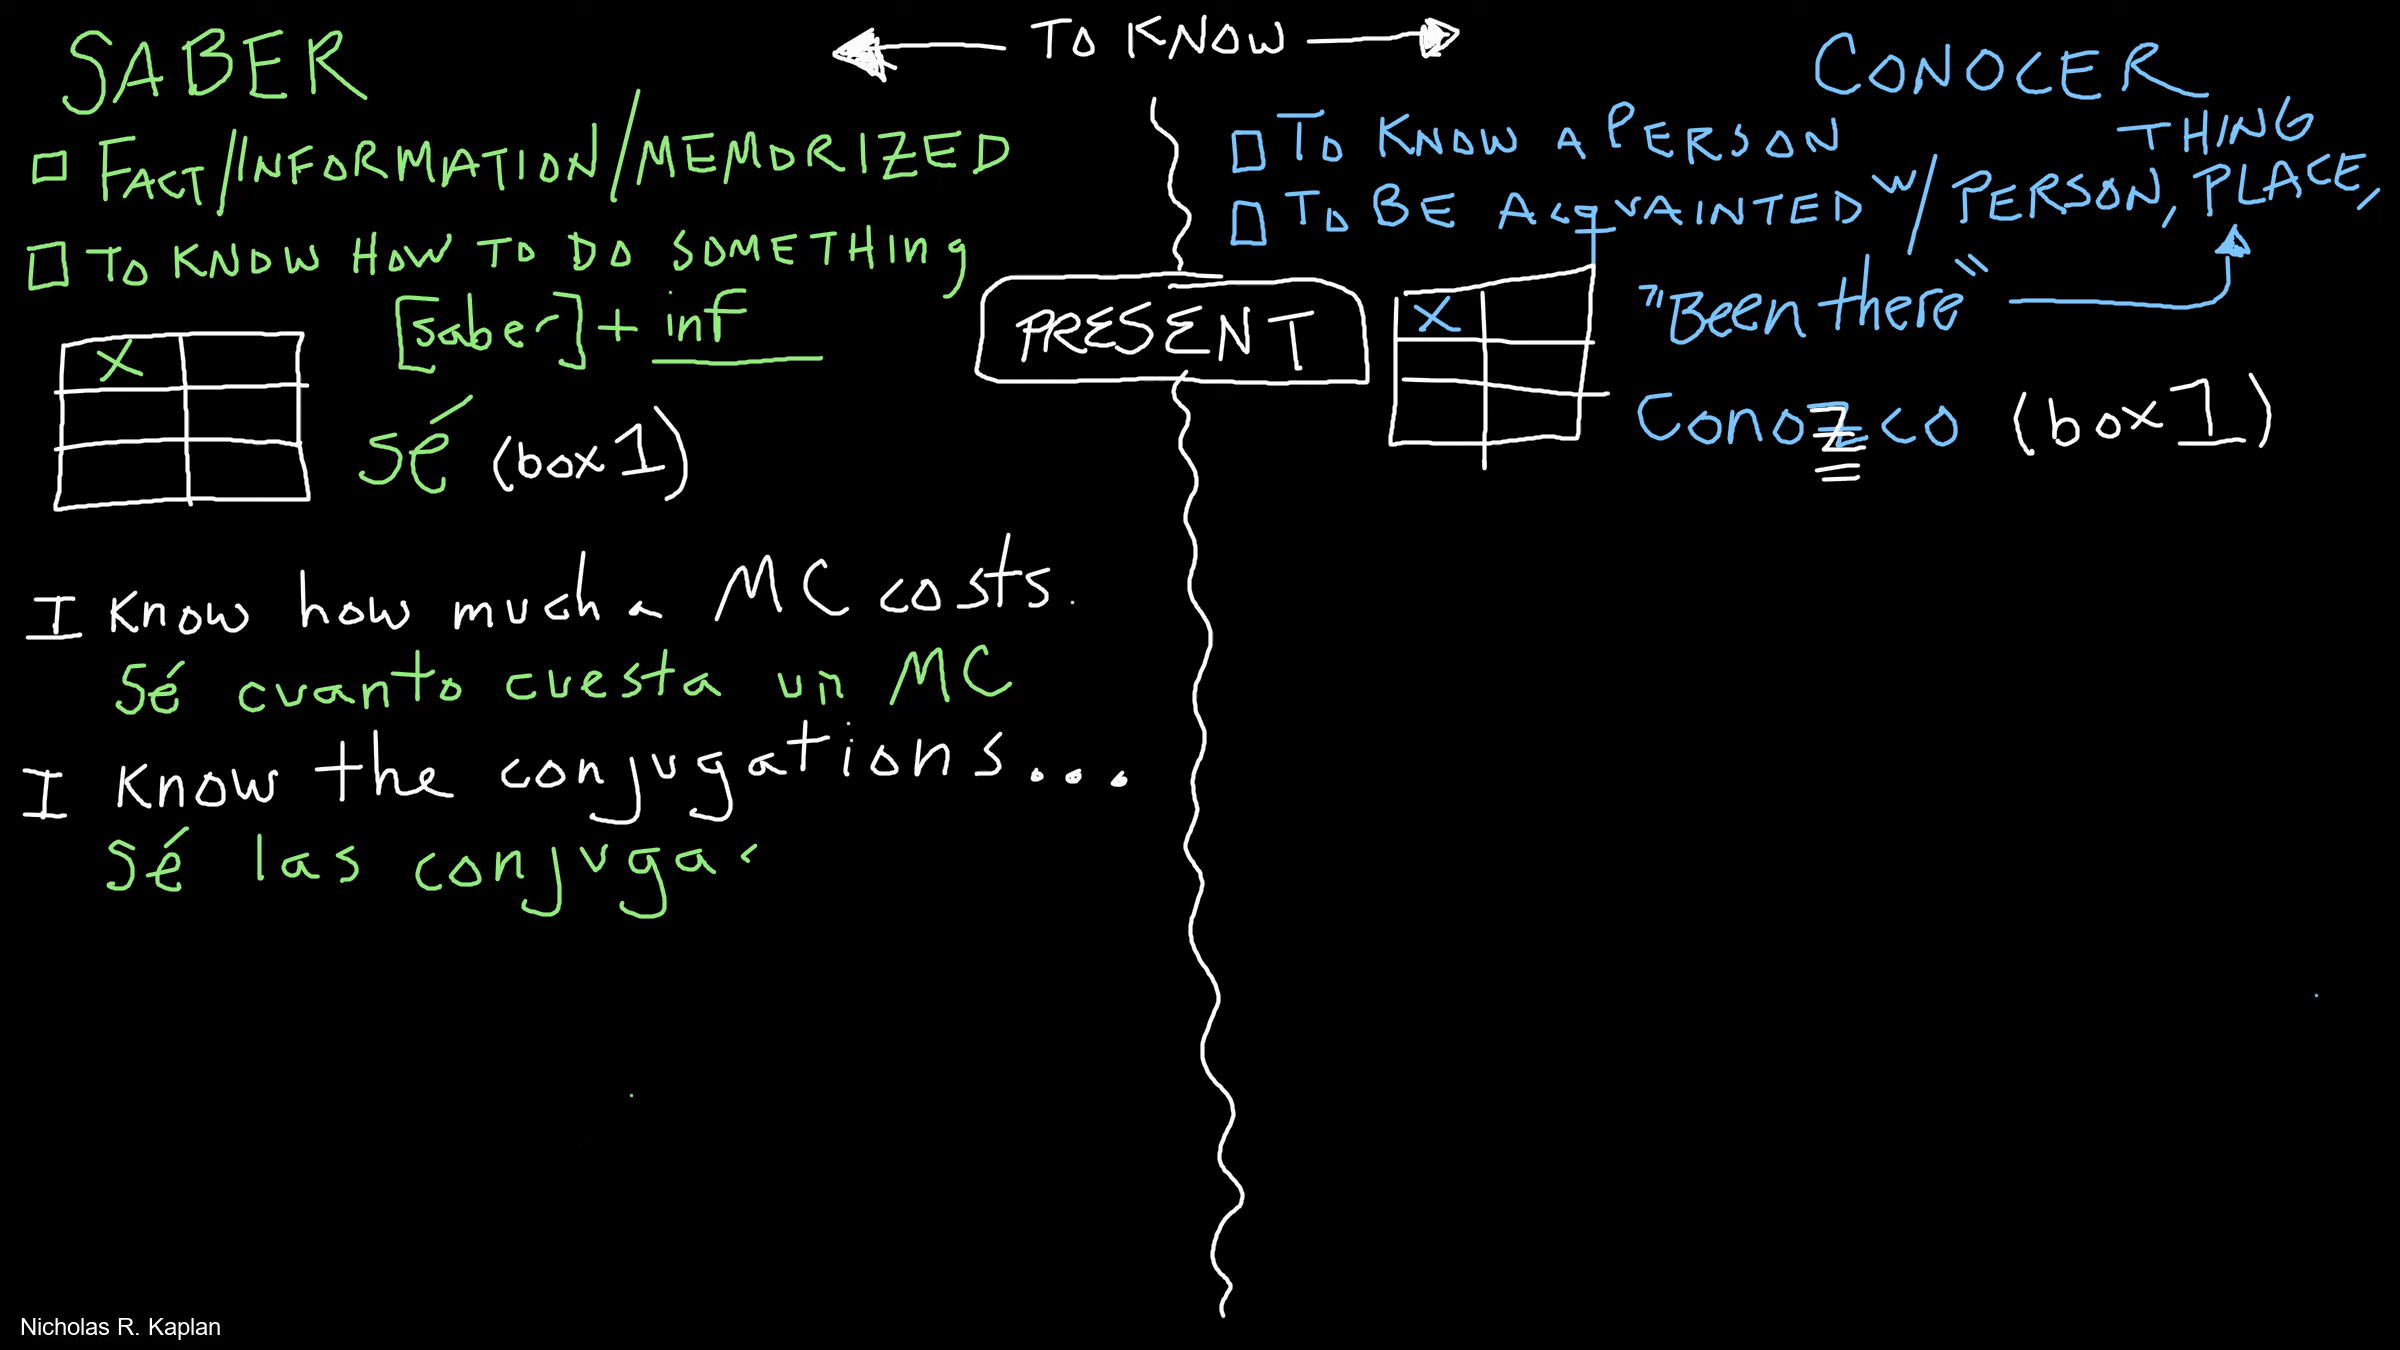 ← TO KNOW →
SABER
□ FACT/INFORMATION/MEMORIZED
□ TO KNOW HOW TO DO SOMETHING
[saber] + inf
X
sé (box 1)
I know how much a MC costs.
Sé cuanto cuesta un MC
I know the conjugations...
Sé las conjuga
PRESENT
CONOCER
□ TO KNOW A PERSON
THING
□ TO BE ACQUAINTED W/ PERSON, PLACE,
"Been there"
X
Conozco (box 1)
Nicholas R. Kaplan